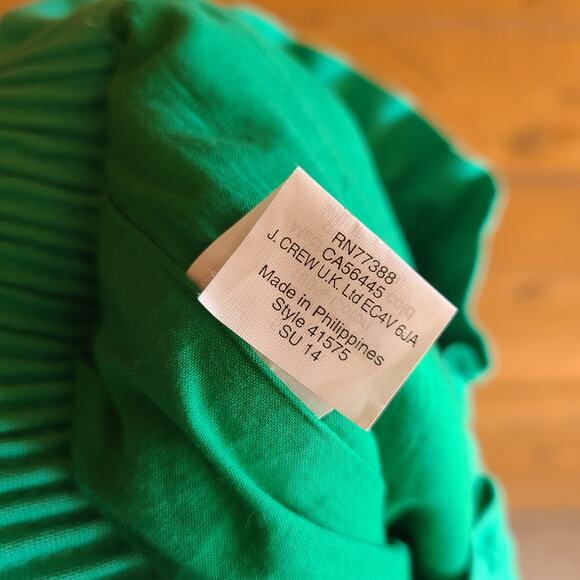 RN77388
CA56445
J. CREW U.K. Ltd EC4V 6JA
Made in Philippines
Style 41575
SU 14